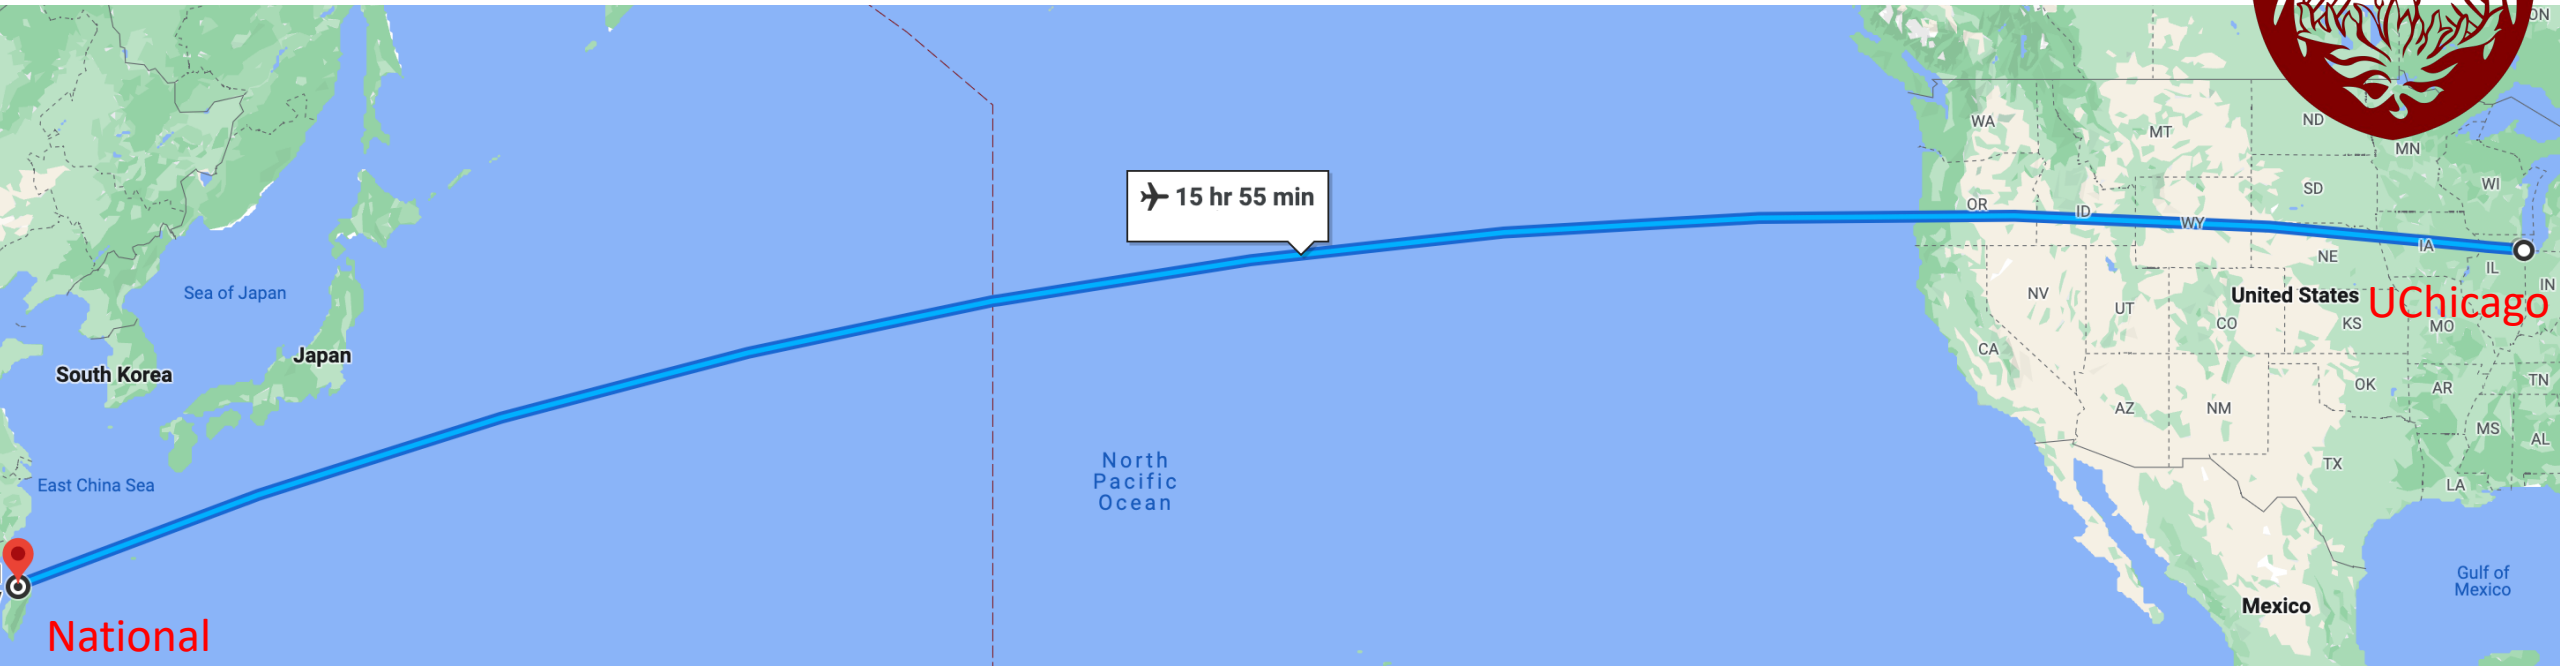 ON
WA
MT
ND
MN
15 hr 55 min
OR
ID
WY
SD
WI
NE
IA
IL
IN
Sea of Japan
NV
UT
CO
United States
KS
UChicago
MO
Japan
South Korea
CA
OK
AR
TN
AZ
NM
MS
AL
TX
LA
East China Sea
North
Pacific
Ocean
Gulf of
Mexico
Mexico
National